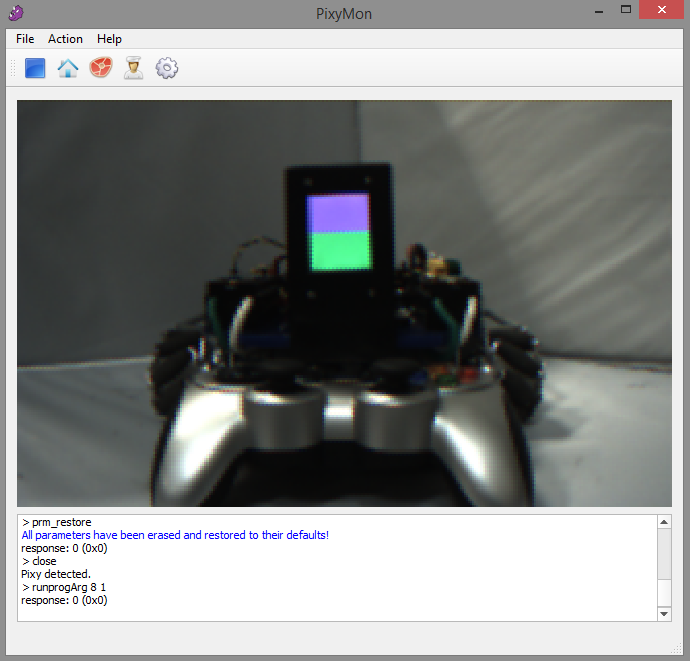 PixyMon
File Action Help
> prm_restore
All parameters have been erased and restored to their defaults!
response: 0 (0x0)
> close
Pixy detected.
> runprogArg 8 1
response: 0 (0x0)